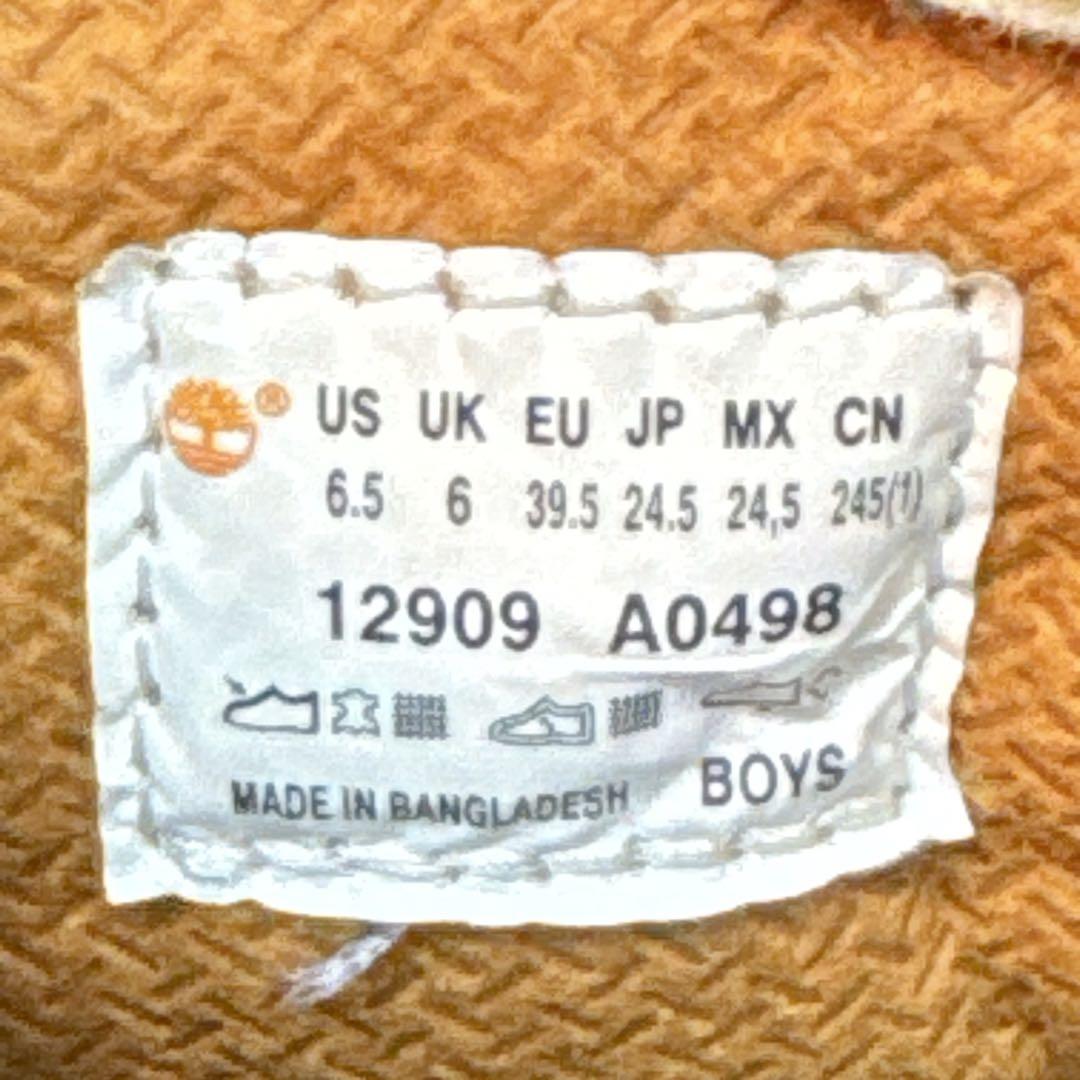 ® US UK EU JP MX CN
6.5 6 39.5 24.5 24,5 245(1)
12909 A0498
MADE IN BANGLADESH BOYS